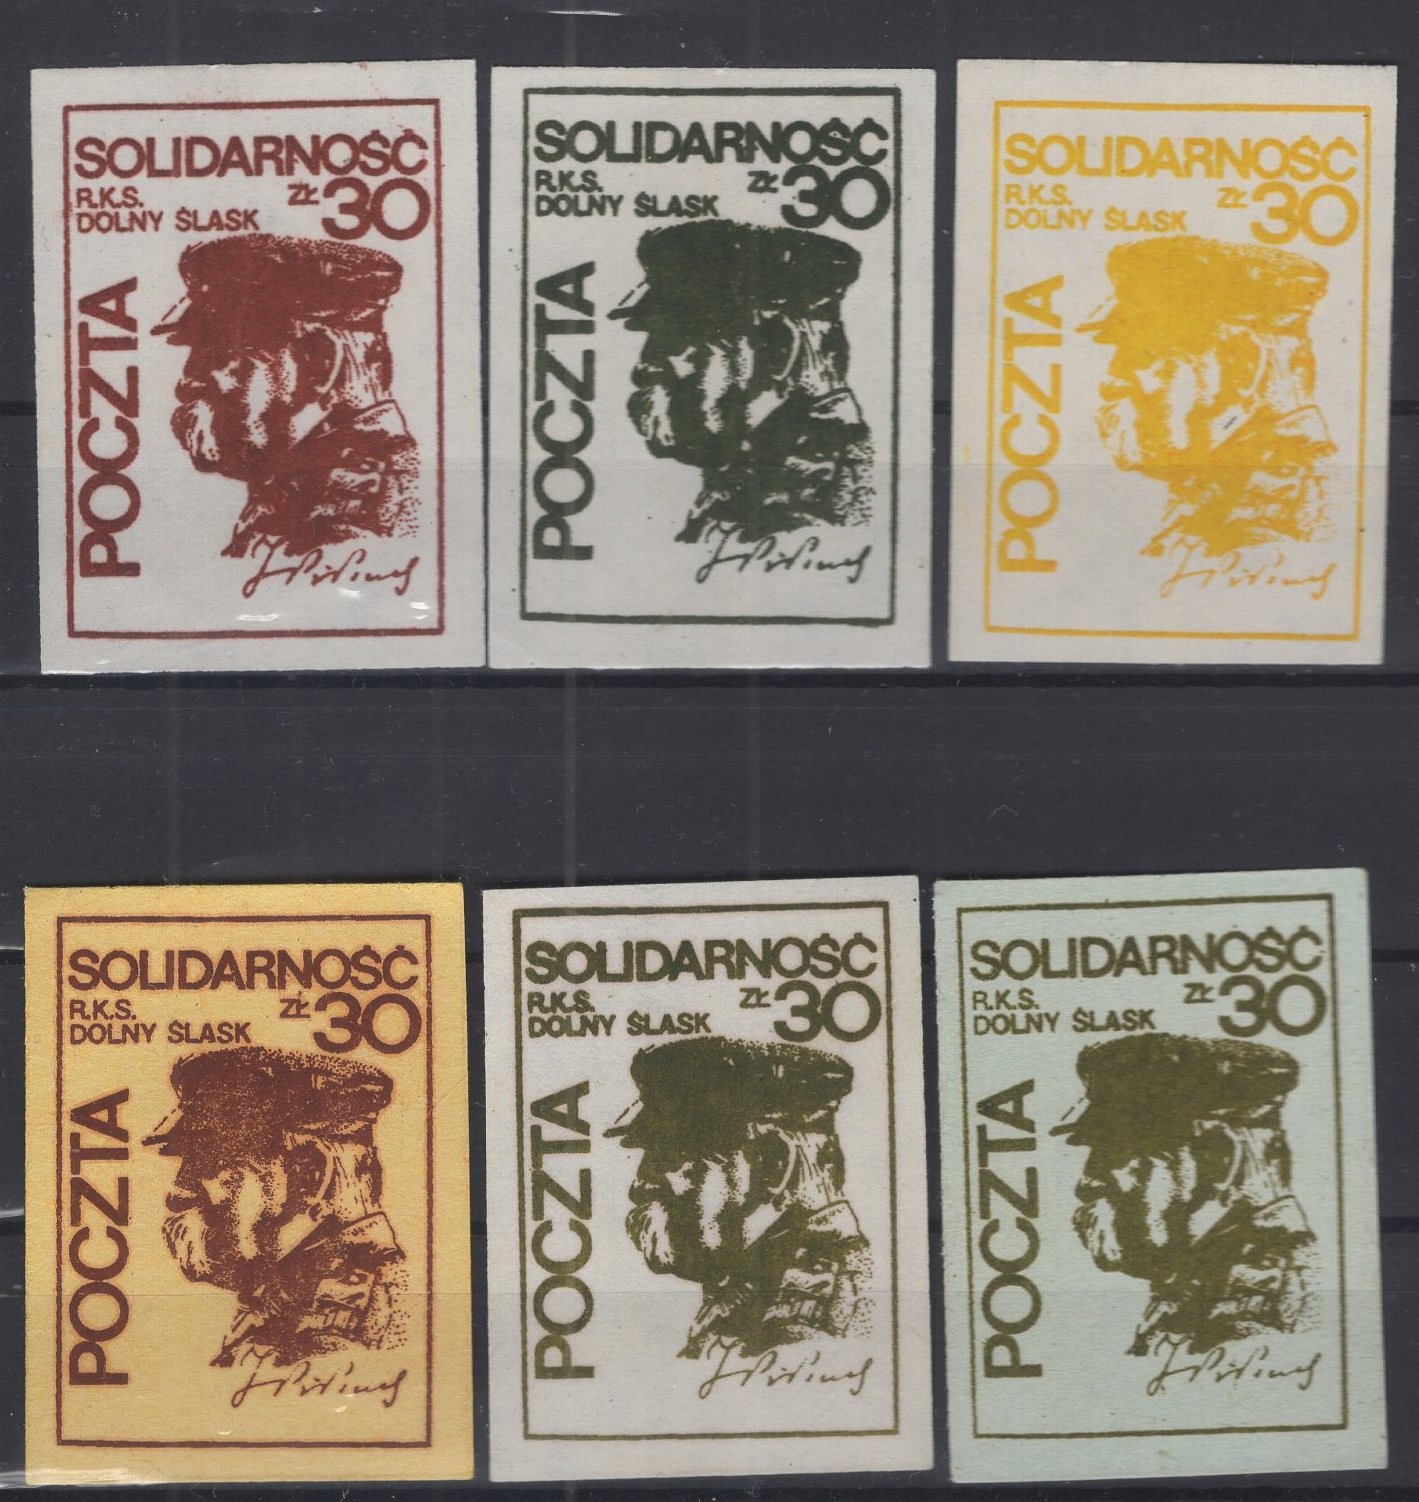 SOLIDARNOŚĆ
R.K.S. ZŁ 30
DOLNY ŚLASK
POCZTA
SOLIDARNOŚĆ
R.K.S. ZŁ 30
DOLNY ŚLASK
POCZTA
SOLIDARNOŚĆ
R.K.S. ZŁ 30
DOLNY ŚLASK
POCZTA
SOLIDARNOŚĆ
R.K.S. ZŁ 30
DOLNY ŚLASK
POCZTA
SOLIDARNOŚĆ
R.K.S. ZŁ 30
DOLNY ŚLASK
POCZTA
SOLIDARNOŚĆ
R.K.S. ZŁ 30
DOLNY ŚLASK
POCZTA